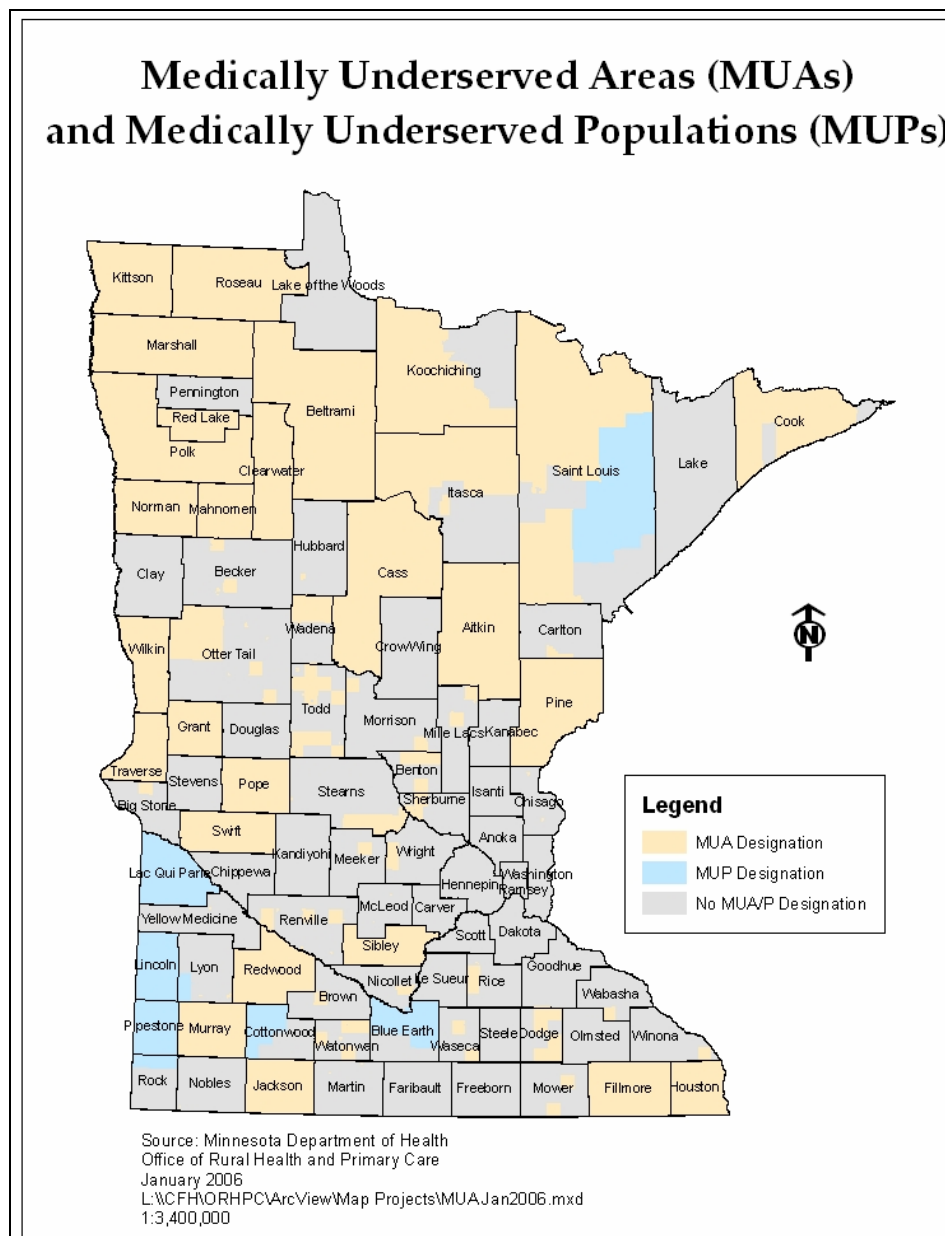 Medically Underserved Areas (MUAs)
and Medically Underserved Populations (MUPs)
Kittson
Roseau
Lake of the Woods
Marshall
Koochiching
Pennington
Beltrami
Red Lake
Cook
Polk
Clearwater
Saint Louis
Lake
Itasca
Norman
Mahnomen
Hubbard
Clay
Becker
Cass
Wadena
Aitkin
Carlton
Crow Wing
Wilkin
Otter Tail
Pine
Todd
Morrison
Grant
Douglas
Mille Lacs
Kanabec
Traverse
Stevens
Pope
Benton
Stearns
Sherburne
Isanti
Chisago
Big Stone
Swift
Anoka
Kandiyohi
Meeker
Wright
Lac Qui Parle
Chippewa
Hennepin
Washington
Ramsey
McLeod
Carver
Yellow Medicine
Renville
Scott
Dakota
Sibley
Lincoln
Lyon
Redwood
Nicollet
Le Sueur
Rice
Goodhue
Brown
Wabasha
Pipestone
Murray
Cottonwood
Watonwan
Blue Earth
Waseca
Steele
Dodge
Olmsted
Winona
Rock
Nobles
Jackson
Martin
Faribault
Freeborn
Mower
Fillmore
Houston
N
Legend
MUA Designation
MUP Designation
No MUA/P Designation
Source: Minnesota Department of Health
Office of Rural Health and Primary Care
January 2006
L:\\CFH\ORHPC\ArcView\Map Projects\MUAJan2006.mxd
1:3,400,000